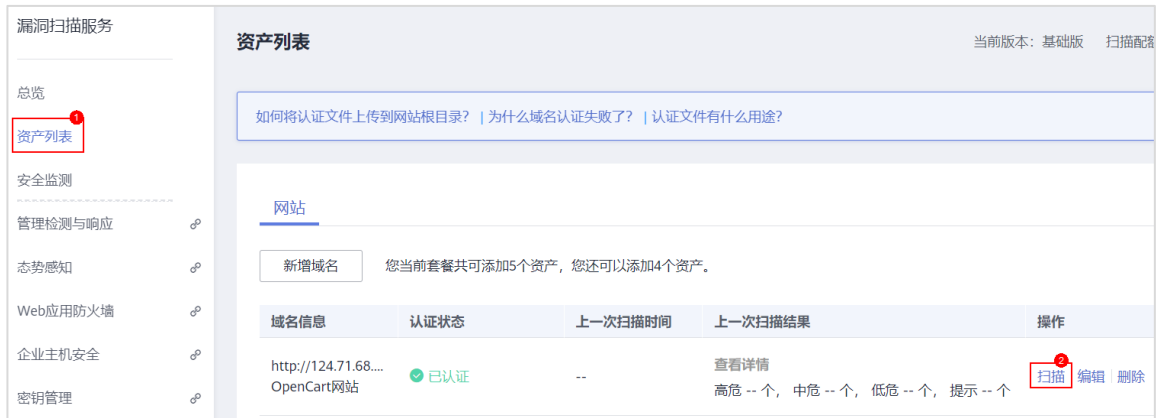 漏洞扫描服务
总览
1
资产列表
安全监测
管理检测与响应
态势感知
Web应用防火墙
企业主机安全
密钥管理
资产列表
当前版本：基础版 扫描配额
如何将认证文件上传到网站根目录？ | 为什么域名认证失败了？ | 认证文件有什么用途？
网站
新增域名 您当前套餐共可添加5个资产，您还可以添加4个资产。
域名信息 认证状态 上一次扫描时间 上一次扫描结果 操作
http://124.71.68....
OpenCart网站
已认证
--
查看详情
高危 -- 个， 中危 -- 个， 低危 -- 个， 提示 -- 个
2
扫描 编辑 删除